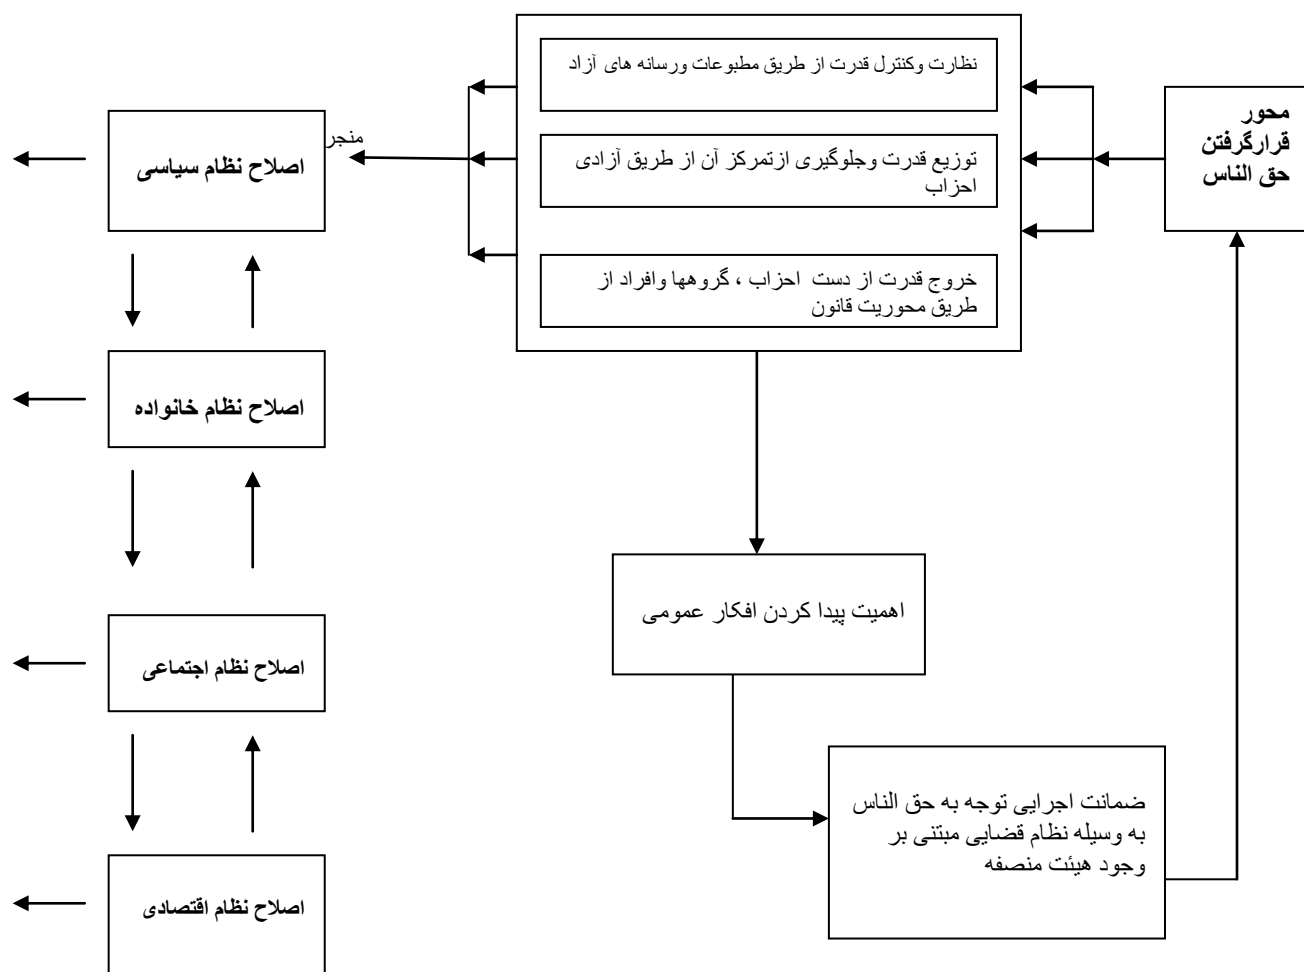 محور
قرارگرفتن
حق الناس
نظارت وکنترل قدرت از طریق مطبوعات ورسانه های آزاد
توزیع قدرت وجلوگیری ازتمرکز آن از طریق آزادی
احزاب
خروج قدرت از دست احزاب ، گروهها وافراد از
طریق محوریت قانون
منجر
اصلاح نظام سیاسی
اصلاح نظام خانواده
اصلاح نظام اجتماعی
اصلاح نظام اقتصادی
اهمیت پیدا کردن افکار عمومی
ضمانت اجرایی توجه به حق الناس
به وسیله نظام قضایی مبتنی بر
وجود هیئت منصفه